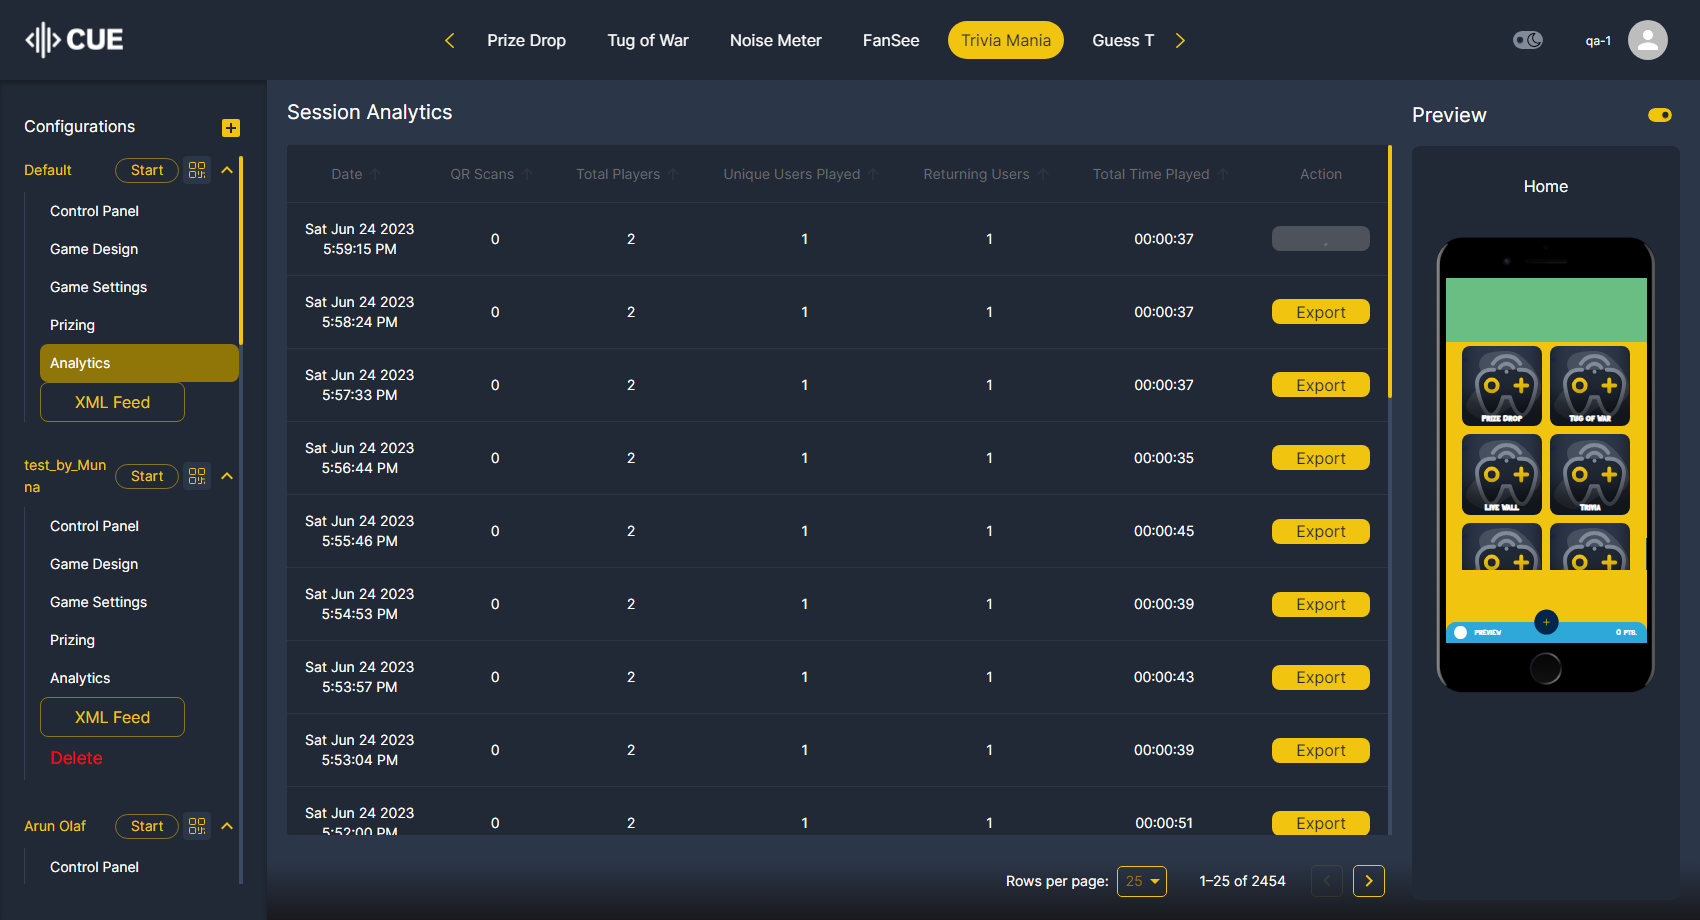 CUE
Prize Drop
Tug of War
Noise Meter
FanSee
Trivia Mania
Guess T
qa-1
Configurations
Default
Start
Control Panel
Game Design
Game Settings
Prizing
Analytics
XML Feed
test_by_Mun
na
Start
Control Panel
Game Design
Game Settings
Prizing
Analytics
XML Feed
Delete
Arun Olaf
Start
Control Panel
Session Analytics
Date QR Scans Total Players Unique Users Played Returning Users Total Time Played Action
Sat Jun 24 2023
5:59:15 PM 0 2 1 1 00:00:37
Sat Jun 24 2023
5:58:24 PM 0 2 1 1 00:00:37 Export
Sat Jun 24 2023
5:57:33 PM 0 2 1 1 00:00:37 Export
Sat Jun 24 2023
5:56:44 PM 0 2 1 1 00:00:35 Export
Sat Jun 24 2023
5:55:46 PM 0 2 1 1 00:00:45 Export
Sat Jun 24 2023
5:54:53 PM 0 2 1 1 00:00:39 Export
Sat Jun 24 2023
5:53:57 PM 0 2 1 1 00:00:43 Export
Sat Jun 24 2023
5:53:04 PM 0 2 1 1 00:00:39 Export
Sat Jun 24 2023
5:52:00 PM 0 2 1 1 00:00:51 Export
Rows per page: 25 1–25 of 2454
Preview
Home
Prize Drop
Tug of War
Live Wall
Trivia
Preview
0 pts.